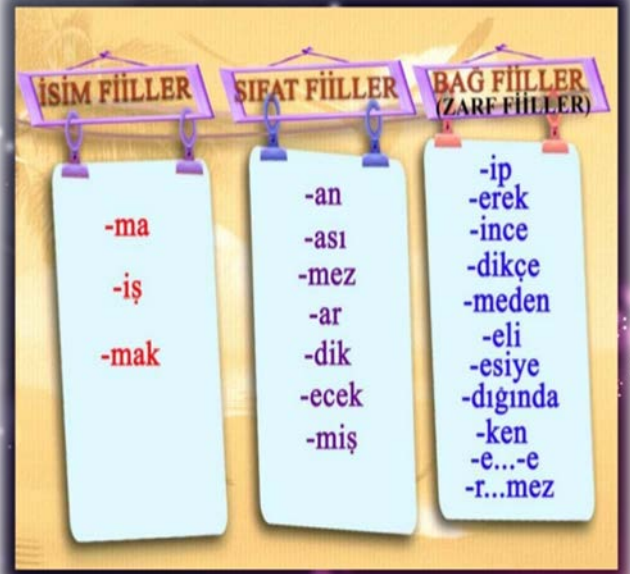 İSİM FİİLLER
-ma
-iş
-mak
SIFAT FİİLLER
-an
-ası
-mez
-ar
-dik
-ecek
-miş
BAĞ FİİLLER
(ZARF FİİLLER)
-ip
-erek
-ince
-dikçe
-meden
-eli
-esiye
-dığında
-ken
-e...-e
-r...mez